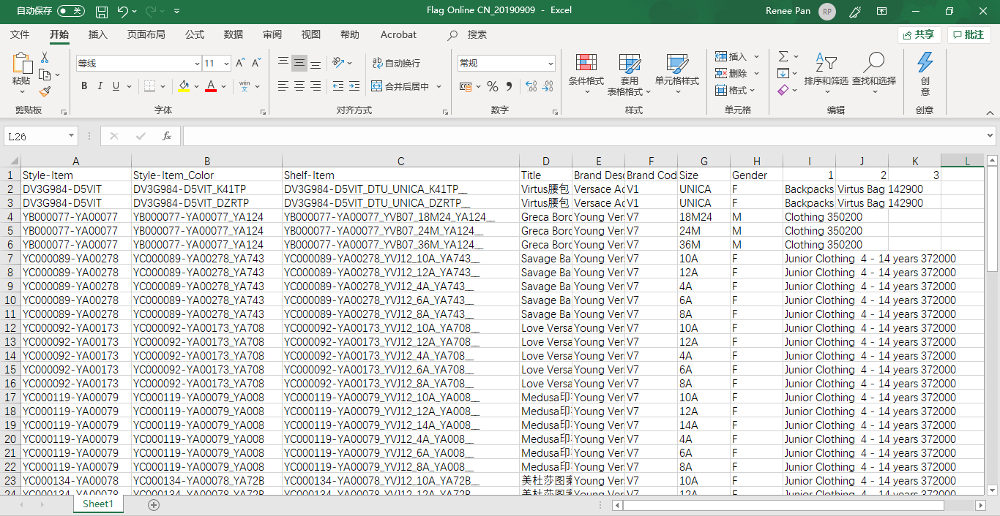 自动保存 关 Flag Online CN_20190909 - Excel Renee Pan RP
文件 开始 插入 页面布局 公式 数据 审阅 视图 帮助 Acrobat 搜索 共享 批注
粘贴 等线 11 自动换行 常规 条件格式 套用 表格格式 单元格样式 插入 删除 格式 排序和筛选 查找和选择 创意
B I U A wén 文 合并后居中 % .00
剪贴板 字体 对齐方式 数字 样式 单元格 编辑 创意
L26 fx
A B C D E F G H I J K L
1 Style-Item Style-Item_Color Shelf-Item Title Brand Desc Brand Cod Size Gender 1 2 3
2 DV3G984-D5VIT DV3G984-D5VIT_K41TP DV3G984-D5VIT_DTU_UNICA_K41TP__ Virtus腰包 Versace Ac V1 UNICA F Backpacks Virtus Bag 142900
3 DV3G984-D5VIT DV3G984-D5VIT_DZRTP DV3G984-D5VIT_DTU_UNICA_DZRTP__ Virtus腰包 Versace Ac V1 UNICA F Backpacks Virtus Bag 142900
4 YB000077-YA00077 YB000077-YA00077_YA124 YB000077-YA00077_YVB07_18M24_YA124__ Greca Bord Young Ver V7 18M24 M Clothing 350200
5 YB000077-YA00077 YB000077-YA00077_YA124 YB000077-YA00077_YVB07_24M_YA124__ Greca Bord Young Ver V7 24M M Clothing 350200
6 YB000077-YA00077 YB000077-YA00077_YA124 YB000077-YA00077_YVB07_36M_YA124__ Greca Bord Young Ver V7 36M M Clothing 350200
7 YC000089-YA00278 YC000089-YA00278_YA743 YC000089-YA00278_YVJ12_10A_YA743__ Savage Ba Young Ver V7 10A F Junior Clothing 4 - 14 years 372000
8 YC000089-YA00278 YC000089-YA00278_YA743 YC000089-YA00278_YVJ12_12A_YA743__ Savage Ba Young Ver V7 12A F Junior Clothing 4 - 14 years 372000
9 YC000089-YA00278 YC000089-YA00278_YA743 YC000089-YA00278_YVJ12_4A_YA743__ Savage Ba Young Ver V7 4A F Junior Clothing 4 - 14 years 372000
10 YC000089-YA00278 YC000089-YA00278_YA743 YC000089-YA00278_YVJ12_6A_YA743__ Savage Ba Young Ver V7 6A F Junior Clothing 4 - 14 years 372000
11 YC000089-YA00278 YC000089-YA00278_YA743 YC000089-YA00278_YVJ12_8A_YA743__ Savage Ba Young Ver V7 8A F Junior Clothing 4 - 14 years 372000
12 YC000092-YA00173 YC000092-YA00173_YA708 YC000092-YA00173_YVJ12_10A_YA708__ Love Versa Young Ver V7 10A F Junior Clothing 4 - 14 years 372000
13 YC000092-YA00173 YC000092-YA00173_YA708 YC000092-YA00173_YVJ12_12A_YA708__ Love Versa Young Ver V7 12A F Junior Clothing 4 - 14 years 372000
14 YC000092-YA00173 YC000092-YA00173_YA708 YC000092-YA00173_YVJ12_4A_YA708__ Love Versa Young Ver V7 4A F Junior Clothing 4 - 14 years 372000
15 YC000092-YA00173 YC000092-YA00173_YA708 YC000092-YA00173_YVJ12_6A_YA708__ Love Versa Young Ver V7 6A F Junior Clothing 4 - 14 years 372000
16 YC000092-YA00173 YC000092-YA00173_YA708 YC000092-YA00173_YVJ12_8A_YA708__ Love Versa Young Ver V7 8A F Junior Clothing 4 - 14 years 372000
17 YC000119-YA00079 YC000119-YA00079_YA008 YC000119-YA00079_YVJ12_10A_YA008__ Medusa印 Young Ver V7 10A F Junior Clothing 4 - 14 years 372000
18 YC000119-YA00079 YC000119-YA00079_YA008 YC000119-YA00079_YVJ12_12A_YA008__ Medusa印 Young Ver V7 12A F Junior Clothing 4 - 14 years 372000
19 YC000119-YA00079 YC000119-YA00079_YA008 YC000119-YA00079_YVJ12_14A_YA008__ Medusa印 Young Ver V7 14A F Junior Clothing 4 - 14 years 372000
20 YC000119-YA00079 YC000119-YA00079_YA008 YC000119-YA00079_YVJ12_4A_YA008__ Medusa印 Young Ver V7 4A F Junior Clothing 4 - 14 years 372000
21 YC000119-YA00079 YC000119-YA00079_YA008 YC000119-YA00079_YVJ12_6A_YA008__ Medusa印 Young Ver V7 6A F Junior Clothing 4 - 14 years 372000
22 YC000119-YA00079 YC000119-YA00079_YA008 YC000119-YA00079_YVJ12_8A_YA008__ Medusa印 Young Ver V7 8A F Junior Clothing 4 - 14 years 372000
23 YC000134-YA00078 YC000134-YA00078_YA72B YC000134-YA00078_YVJ12_10A_YA72B__ 美杜莎图案 Young Ver V7 10A F Junior Clothing 4 - 14 years 372000
24 YC000134-YA00078 YC000134-YA00078_YA72B YC000134-YA00078_YVJ12_12A_YA72B__ 美杜莎图案 Young Ver V7 12A F Junior Clothing 4 - 14 years 372000
Sheet1